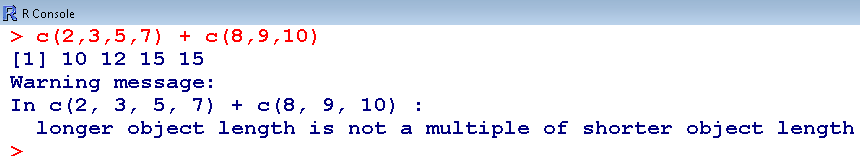 R Console
> c(2,3,5,7) + c(8,9,10)
[1] 10 12 15 15
Warning message:
In c(2, 3, 5, 7) + c(8, 9, 10) :
  longer object length is not a multiple of shorter object length
>